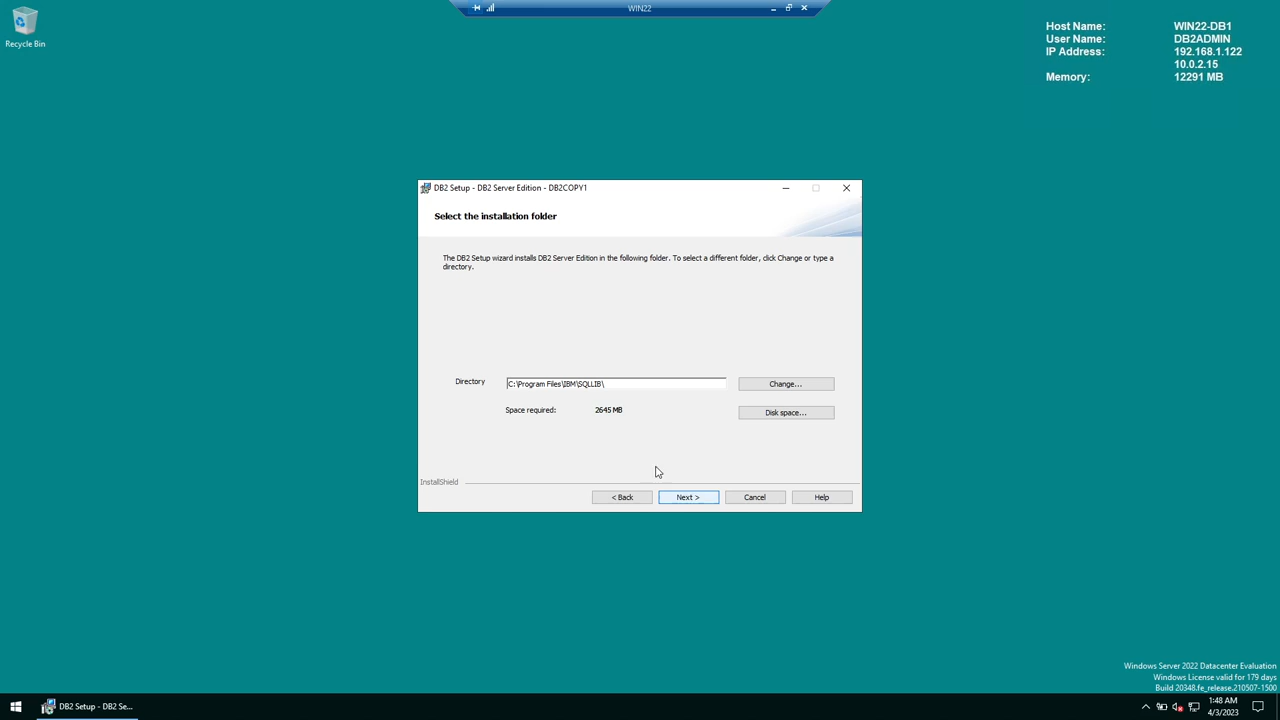 WIN22
Recycle Bin
Host Name: WIN22-DB1
User Name: DB2ADMIN
IP Address: 192.168.1.122
10.0.2.15
Memory: 12291 MB
DB2 Setup - DB2 Server Edition - DB2COPY1
Select the installation folder
The DB2 Setup wizard installs DB2 Server Edition in the following folder. To select a different folder, click Change or type a
directory.
Directory C:\Program Files\IBM\SQLLIB\ Change...
Space required: 2645 MB Disk space...
InstallShield
< Back Next > Cancel Help
Windows Server 2022 Datacenter Evaluation
Windows License valid for 179 days
Build 20348.fe_release.210507-1500
DB2 Setup - DB2 Se...
1:48 AM
4/3/2023